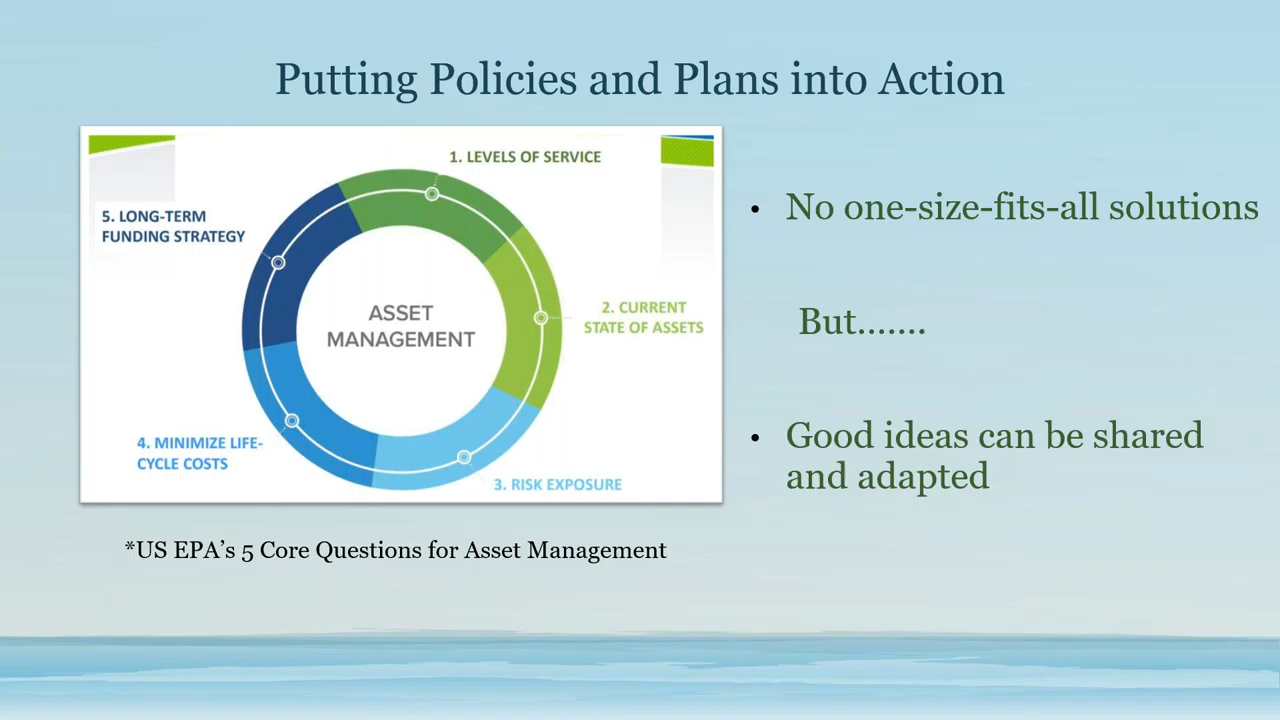 Putting Policies and Plans into Action
1. LEVELS OF SERVICE
5. LONG-TERM
FUNDING STRATEGY
ASSET
MANAGEMENT
2. CURRENT
STATE OF ASSETS
4. MINIMIZE LIFE-
CYCLE COSTS
3. RISK EXPOSURE
*US EPA’s 5 Core Questions for Asset Management
• No one-size-fits-all solutions
But…….
• Good ideas can be shared
and adapted